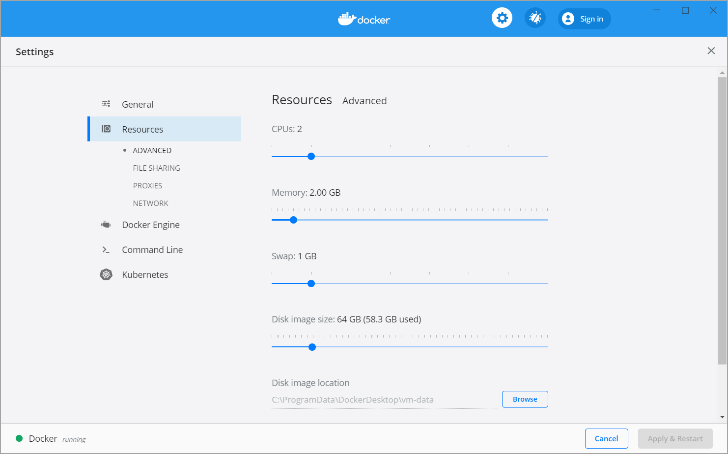 docker
Sign in
Settings
General
Resources
ADVANCED
FILE SHARING
PROXIES
NETWORK
Docker Engine
Command Line
Kubernetes
Resources Advanced
CPUs: 2
Memory: 2.00 GB
Swap: 1 GB
Disk image size: 64 GB (58.3 GB used)
Disk image location
C:\ProgramData\DockerDesktop\vm-data
Browse
Docker running
Cancel
Apply & Restart